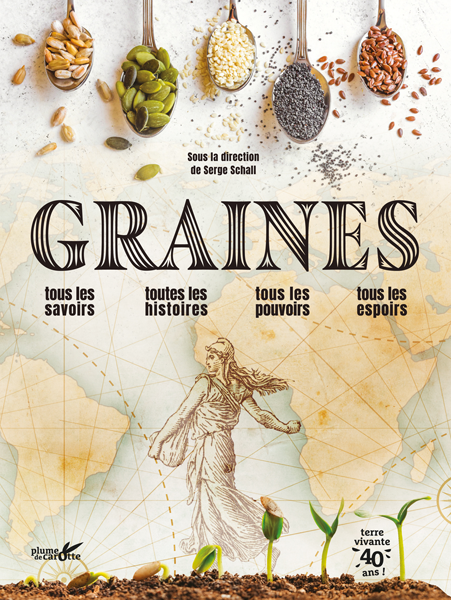 Sous la direction
de Serge Schall
GRAINES
tous les
savoirs
toutes les
histoires
tous les
pouvoirs
tous les
espoirs
plume
de carotte
terre
vivante
40
ans !